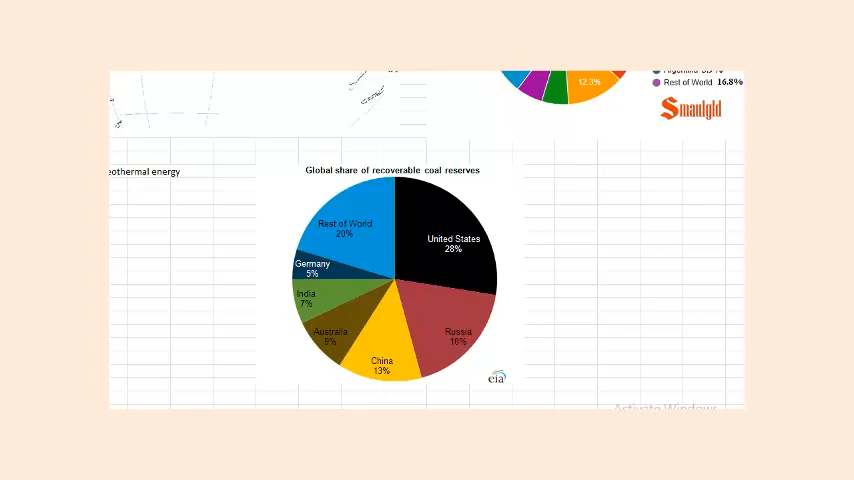 12.3%
Rest of World 16.8%
Smaulgld
eothermal energy
Global share of recoverable coal reserves
Rest of World
20%
United States
28%
Germany
5%
India
7%
Australia
9%
Russia
18%
China
13%
eia
Activate Windows